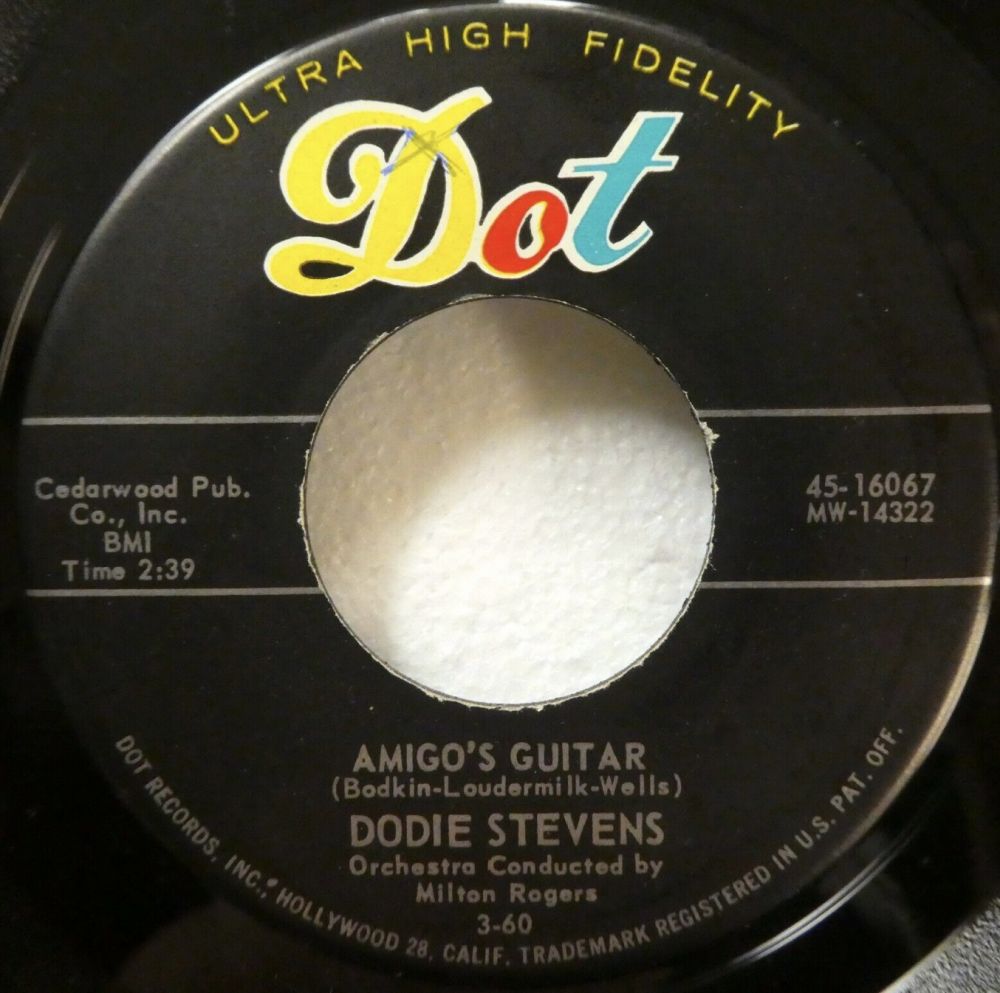 ULTRA HIGH FIDELITY
Dot
Cedarwood Pub.
Co., Inc.
BMI
Time 2:39
45-16067
MW-14322
AMIGO'S GUITAR
(Bodkin-Loudermilk-Wells)
DODIE STEVENS
Orchestra Conducted by
Milton Rogers
3-60
DOT RECORDS, INC., HOLLYWOOD 28, CALIF. TRADEMARK REGISTERED IN U.S. PAT. OFF.